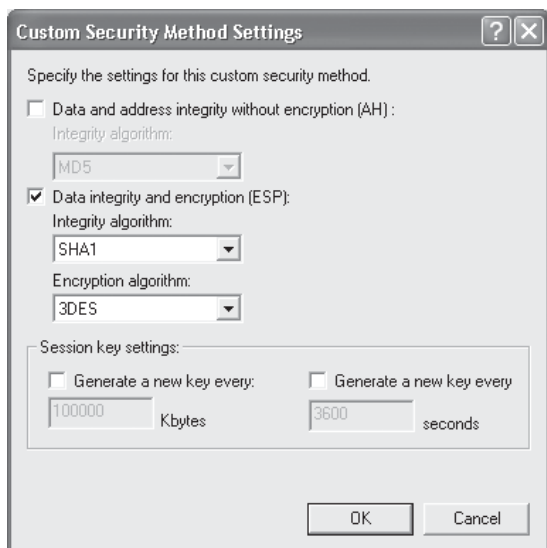 Custom Security Method Settings
Specify the settings for this custom security method.
Data and address integrity without encryption (AH) :
Integrity algorithm:
MD5
Data integrity and encryption (ESP):
Integrity algorithm:
SHA1
Encryption algorithm:
3DES
Session key settings:
Generate a new key every: Generate a new key every
100000 Kbytes 3600 seconds
OK Cancel